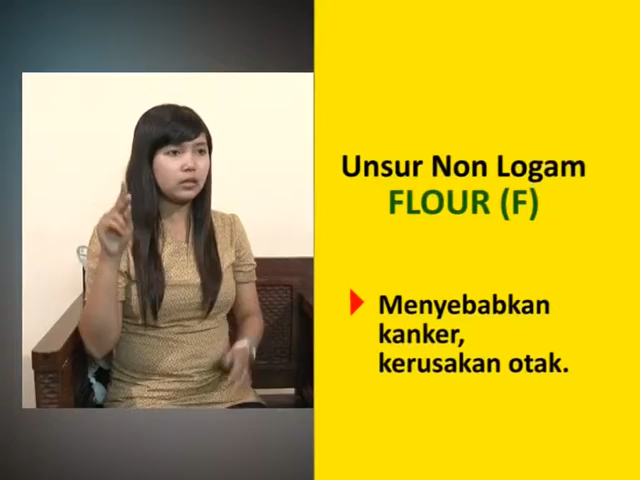 Unsur Non Logam
FLOUR (F)
Menyebabkan
kanker,
kerusakan otak.